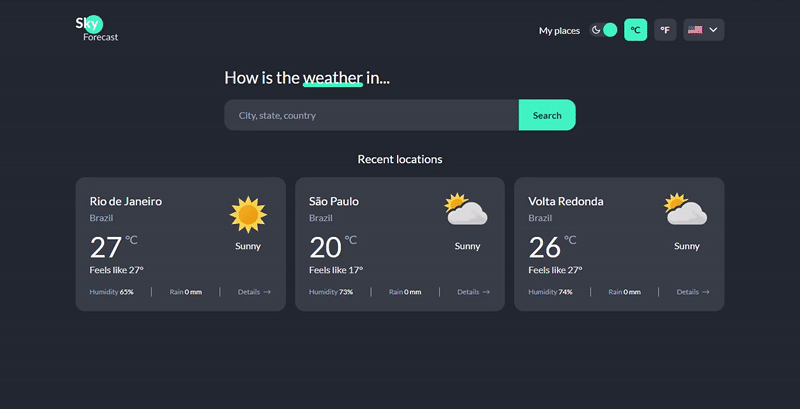 Sky
Forecast
My places
°C
°F
How is the weather in...
City, state, country
Search
Recent locations
Rio de Janeiro
Brazil
27 °C
Sunny
Feels like 27°
Humidity 65%
Rain 0 mm
Details →
São Paulo
Brazil
20 °C
Sunny
Feels like 17°
Humidity 73%
Rain 0 mm
Details →
Volta Redonda
Brazil
26 °C
Sunny
Feels like 27°
Humidity 74%
Rain 0 mm
Details →